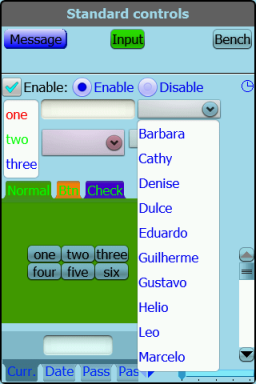 Standard controls
Message Input Bench
Enable: Enable Disable
one
two
three
Barbara
Cathy
Denise
Dulce
Eduardo
Guilherme
Gustavo
Helio
Leo
Marcelo
Normal Check
one two three
four five six
Curr. Date Pass Pas